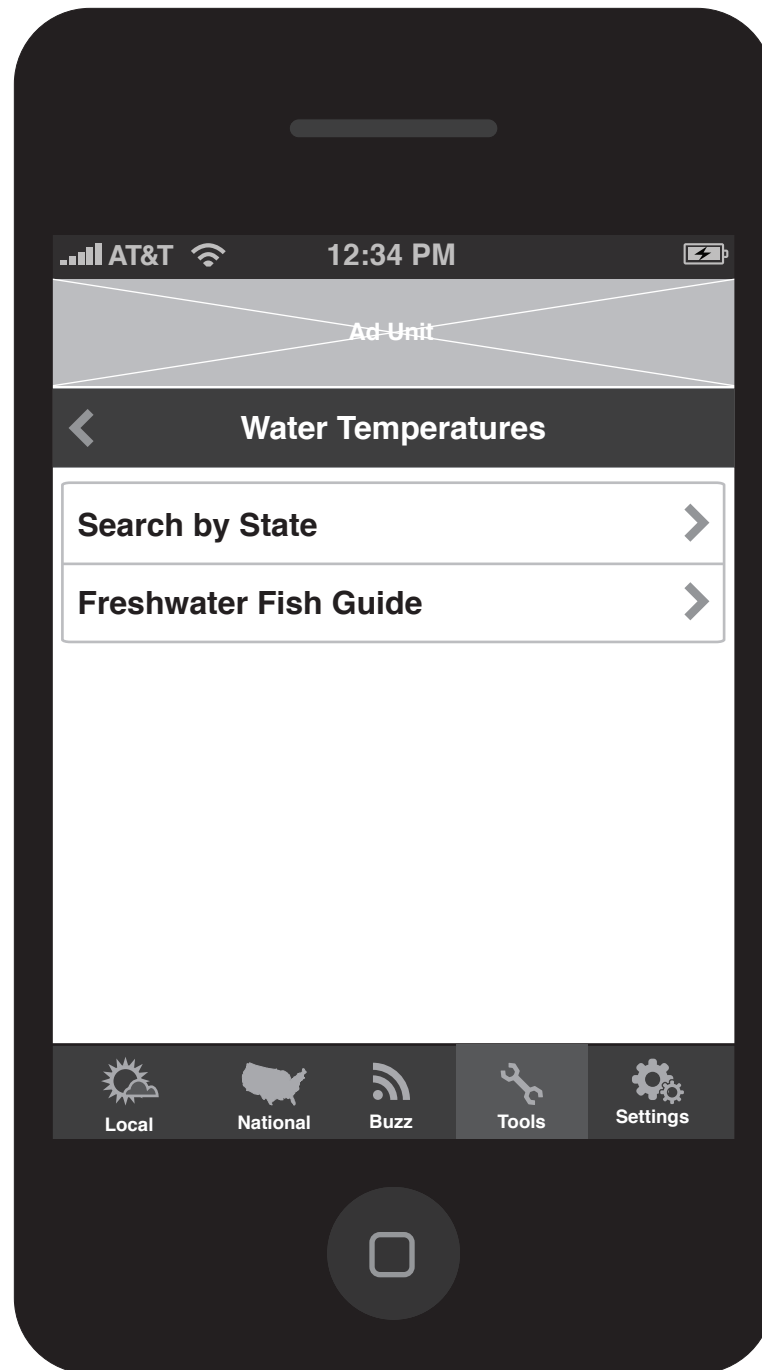 AT&T 12:34 PM
Ad Unit
Water Temperatures
Search by State
Freshwater Fish Guide
Local National Buzz Tools Settings